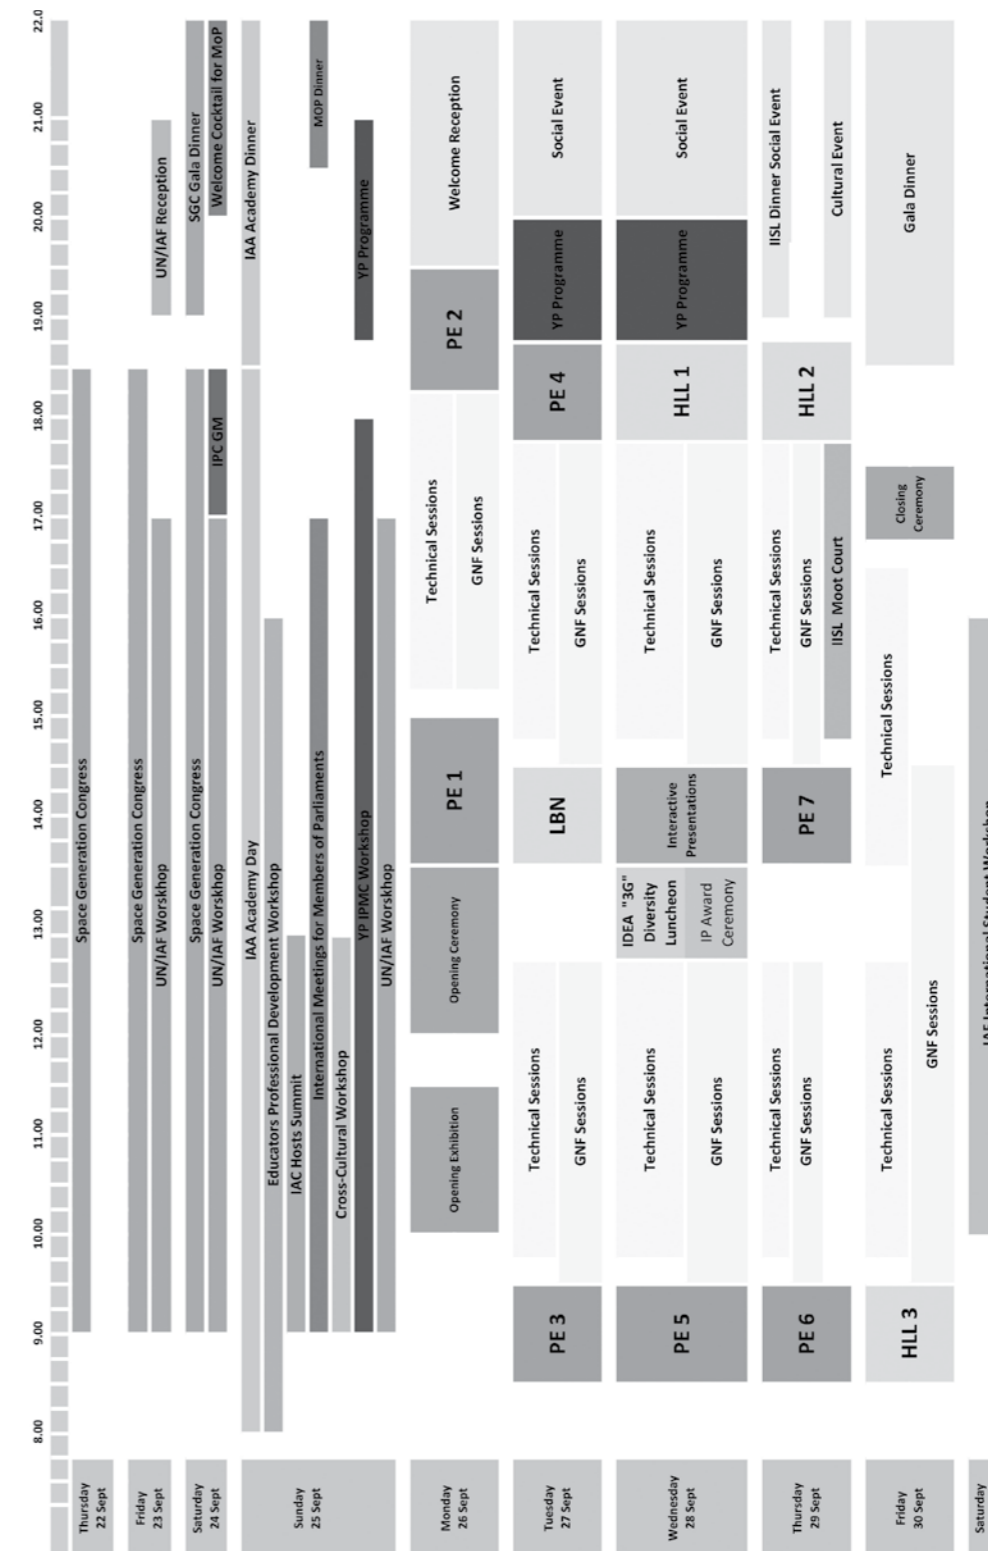 8.00
9.00
10.00
11.00
12.00
13.00
14.00
15.00
16.00
17.00
18.00
19.00
20.00
21.00
22.0
Thursday
22 Sept
Space Generation Congress
Friday
23 Sept
Space Generation Congress
UN/IAF Worskhop
UN/IAF Reception
Saturday
24 Sept
Space Generation Congress
SGC Gala Dinner
UN/IAF Workshop
IPC GM
Welcome Cocktail for MoP
Sunday
25 Sept
IAA Academy Day
IAA Academy Dinner
Educators Professional Development Workshop
IAC Hosts Summit
International Meetings for Members of Parliaments
MOP Dinner
Cross-Cultural Workshop
YP IPMC Workshop
YP Programme
UN/IAF Worskhop
Monday
26 Sept
Opening Exhibition
Opening Ceremony
PE 1
Technical Sessions
GNF Sessions
PE 2
Welcome Reception
Tuesday
27 Sept
PE 3
Technical Sessions
GNF Sessions
LBN
Technical Sessions
GNF Sessions
PE 4
YP Programme
Social Event
Wednesday
28 Sept
PE 5
Technical Sessions
GNF Sessions
IDEA "3G"
Diversity
Luncheon
IP Award
Ceremony
Interactive
Presentations
Technical Sessions
GNF Sessions
HLL 1
YP Programme
Social Event
Thursday
29 Sept
PE 6
Technical Sessions
GNF Sessions
PE 7
Technical Sessions
GNF Sessions
IISL Moot Court
HLL 2
IISL Dinner Social Event
Cultural Event
Friday
30 Sept
HLL 3
Technical Sessions
GNF Sessions
Technical Sessions
Closing
Ceremony
Gala Dinner
Saturday
IAF International Student Workshop